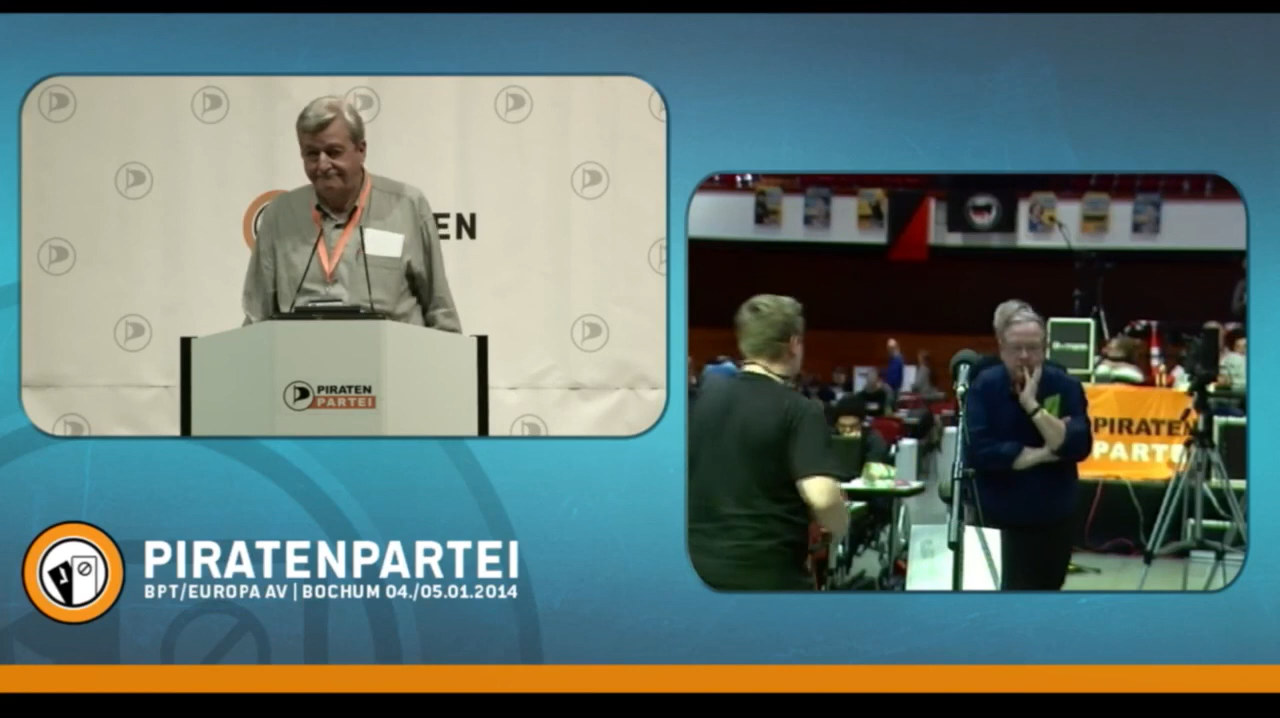 EN
PIRATEN
PARTEI
PIRATEN
PARTEI
PIRATENPARTEI
BPT/EUROPA AV | BOCHUM 04./05.01.2014